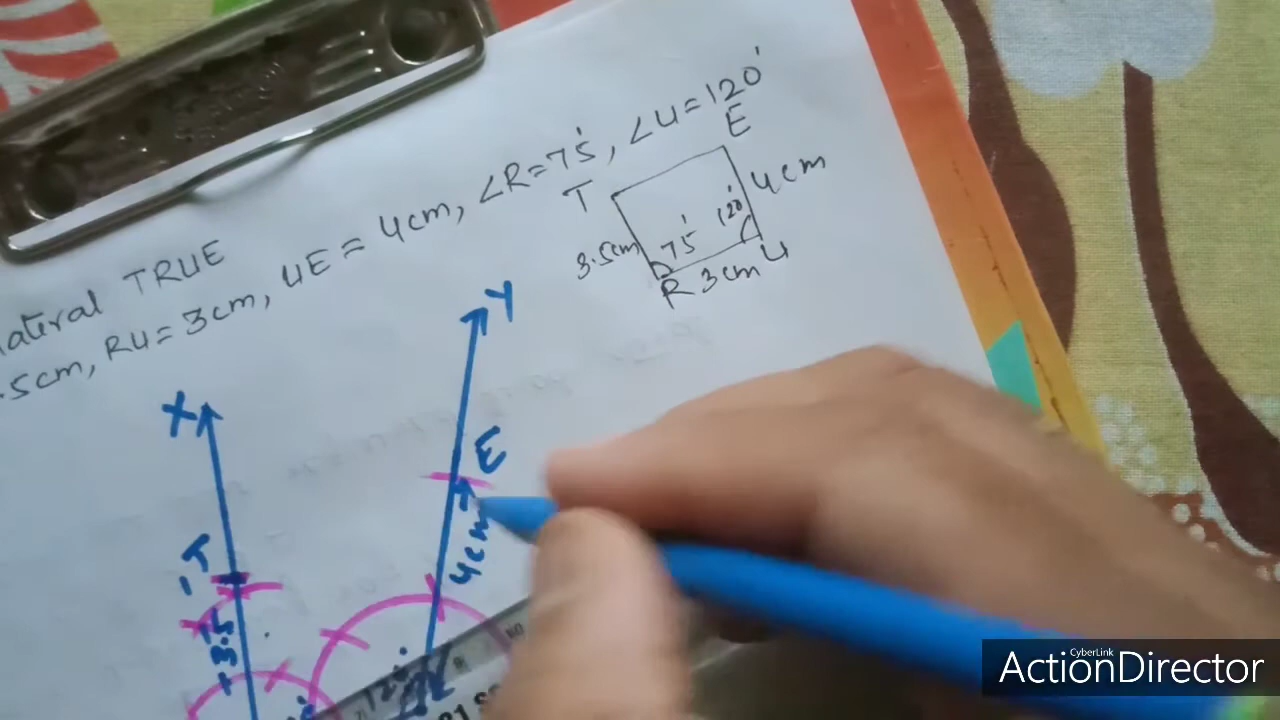 lateral TRUE
.5cm, RU = 3cm, UE = 4cm, ∠R = 75°, ∠U = 120°
E
T
4cm
120°
3.5cm
75°
R 3cm U
Y
X
E
T
4cm
3.5
120°
CyberLink
ActionDirector